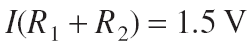 I(R₁ + R₂) = 1.5 V